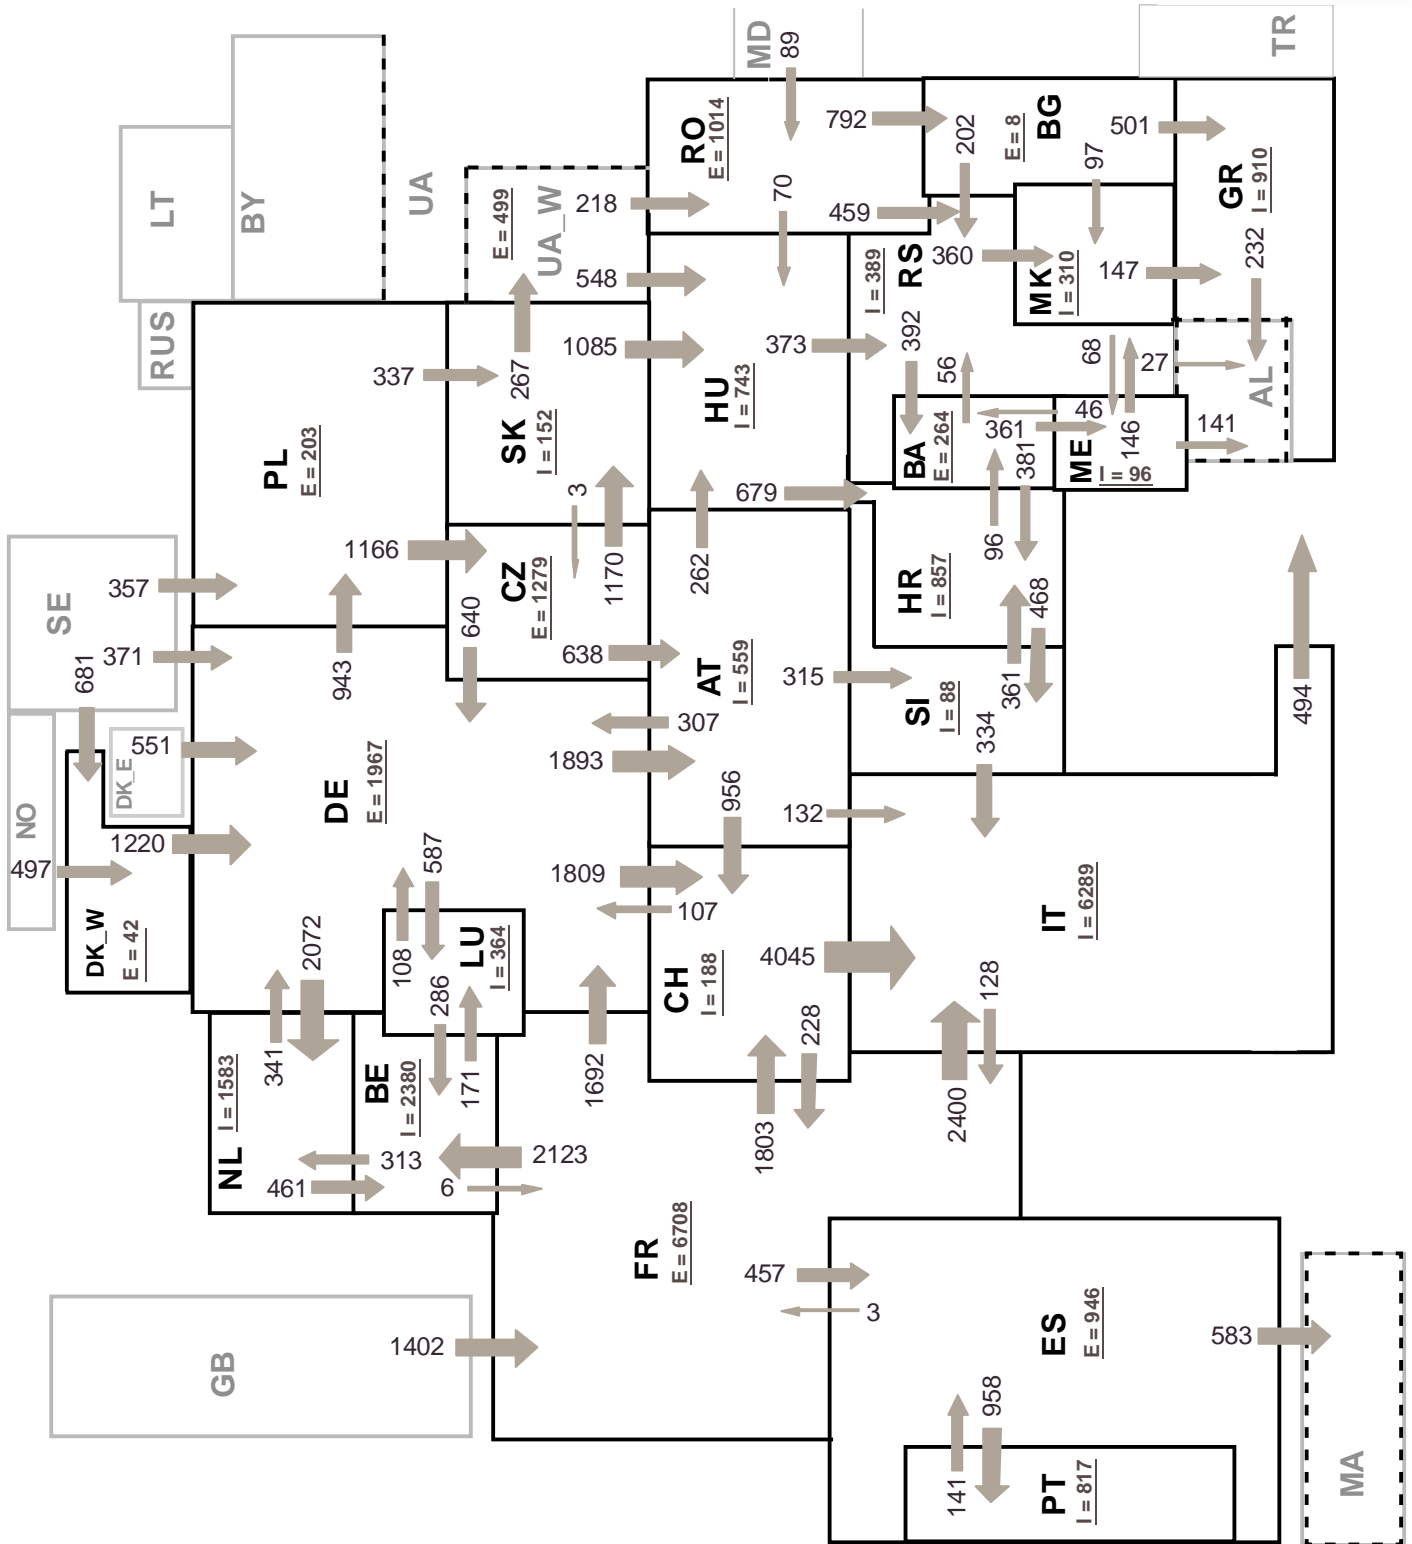 MD
89
TR
RO
E = 1014
792
BG
E = 8
202
97
501
GR
I = 910
LT
BY
UA
UA_W
E = 499
218
70
459
RS
I = 389
360
MK
I = 310
147
232
548
RUS
1085
373
392
56
68
27
AL
337
267
PL
E = 203
SK
I = 152
HU
I = 743
BA
E = 264
361
46
381
ME
I = 96
146
141
3
679
1166
CZ
E = 1279
1170
262
96
HR
I = 857
468
SE
357
371
681
943
640
638
AT
I = 559
315
SI
I = 88
361
334
494
307
1893
NO
DK_E
551
DE
E = 1967
956
132
497
1220
587
1809
107
DK_W
E = 42
2072
108
LU
I = 364
286
CH
I = 188
4045
IT
I = 6289
128
228
341
171
1692
1803
2400
NL
I = 1583
BE
I = 2380
313
461
2123
6
FR
E = 6708
457
3
GB
1402
ES
E = 946
583
MA
958
141
PT
I = 817